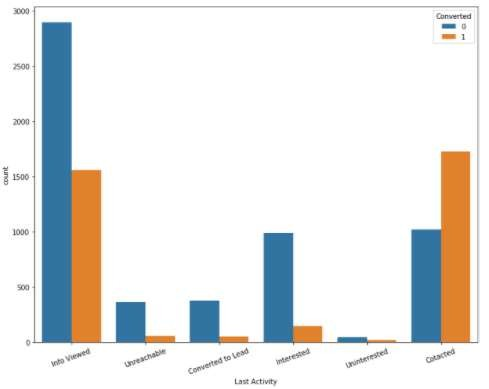 Converted
0
1
3000
2500
2000
1500
1000
500
0
count
Info Viewed
Unreachable
Converted to Lead
Interested
Uninterested
Cotacted
Last Activity